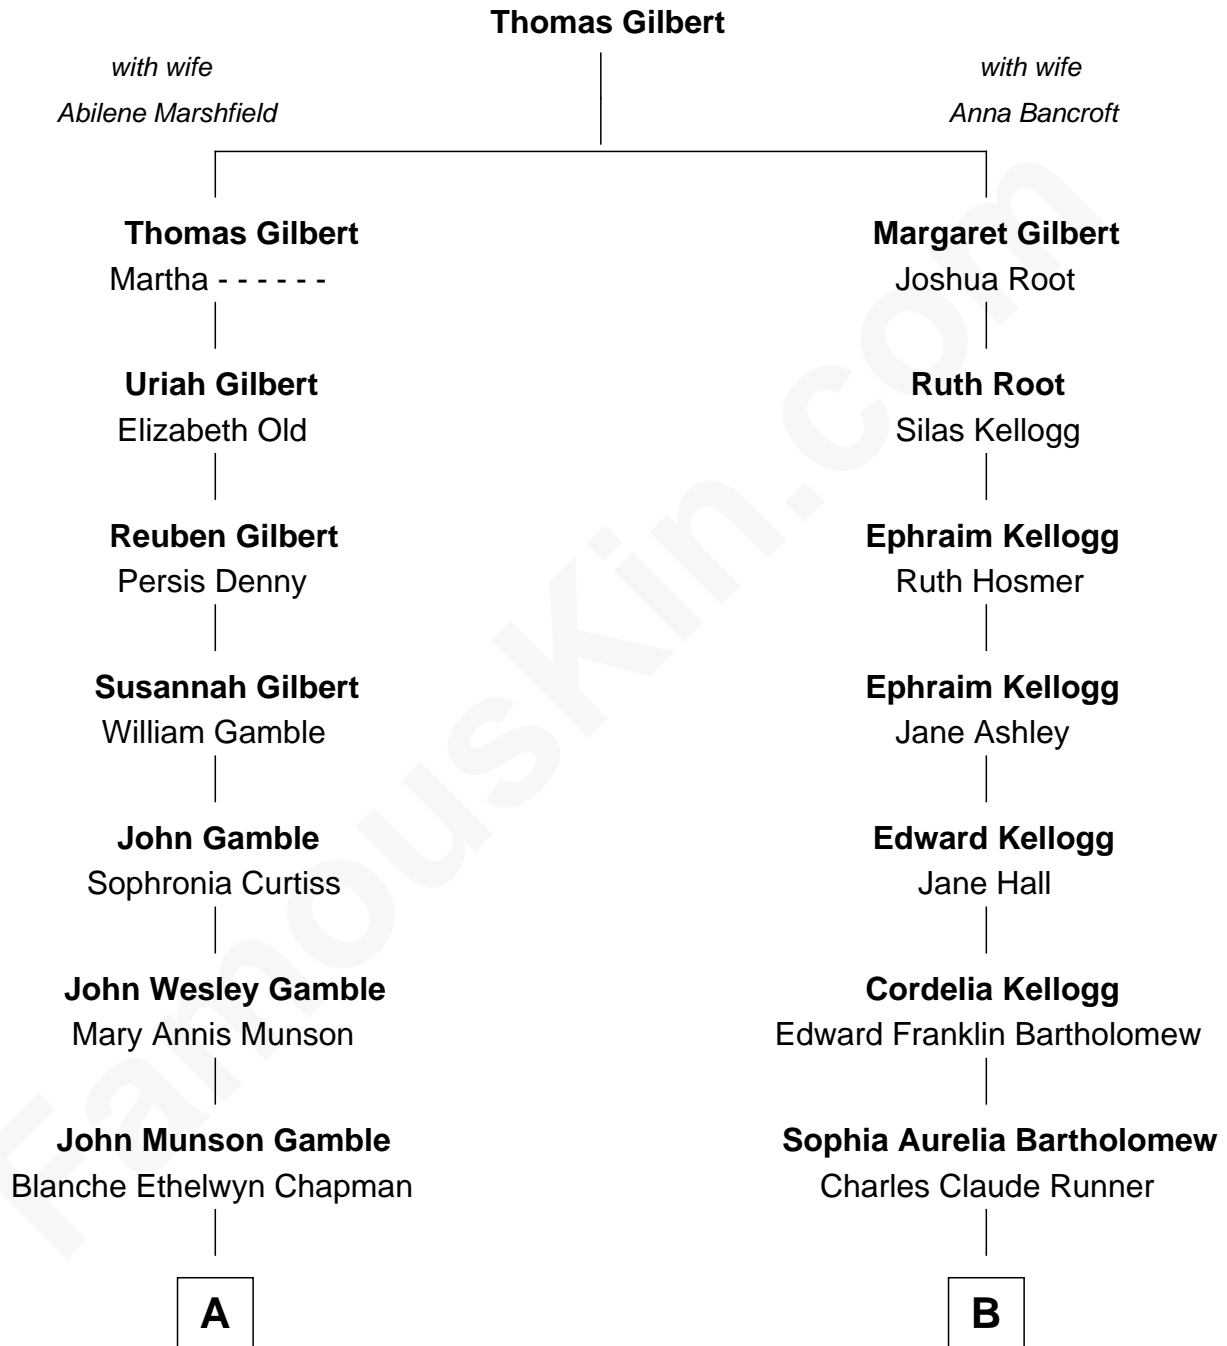 Thomas Gilbert
with wife
Abilene Marshfield
with wife
Anna Bancroft
Thomas Gilbert
Martha - - - - - -
Margaret Gilbert
Joshua Root
Uriah Gilbert
Elizabeth Old
Ruth Root
Silas Kellogg
Reuben Gilbert
Persis Denny
Ephraim Kellogg
Ruth Hosmer
Susannah Gilbert
William Gamble
Ephraim Kellogg
Jane Ashley
John Gamble
Sophronia Curtiss
Edward Kellogg
Jane Hall
John Wesley Gamble
Mary Annis Munson
Cordelia Kellogg
Edward Franklin Bartholomew
John Munson Gamble
Blanche Ethelwyn Chapman
Sophia Aurelia Bartholomew
Charles Claude Runner
A
B
FamousKin.com